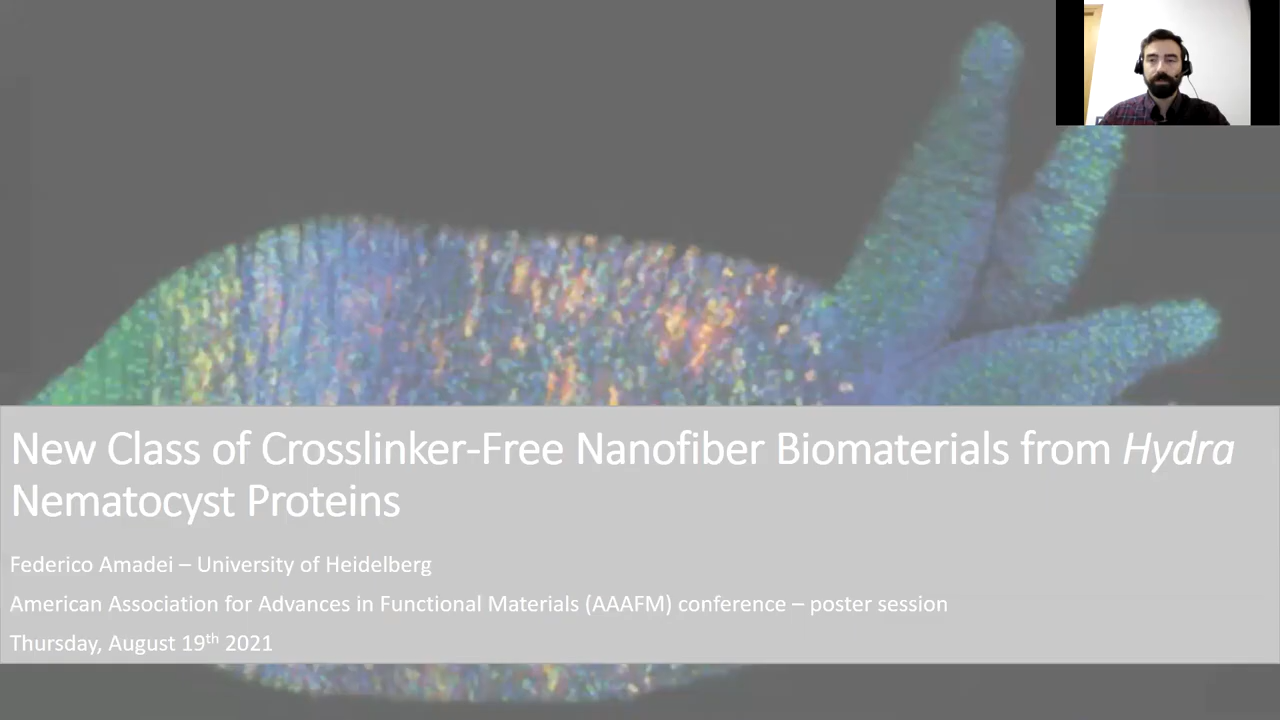 New Class of Crosslinker-Free Nanofiber Biomaterials from Hydra
Nematocyst Proteins
Federico Amadei – University of Heidelberg
American Association for Advances in Functional Materials (AAAFM) conference – poster session
Thursday, August 19th 2021